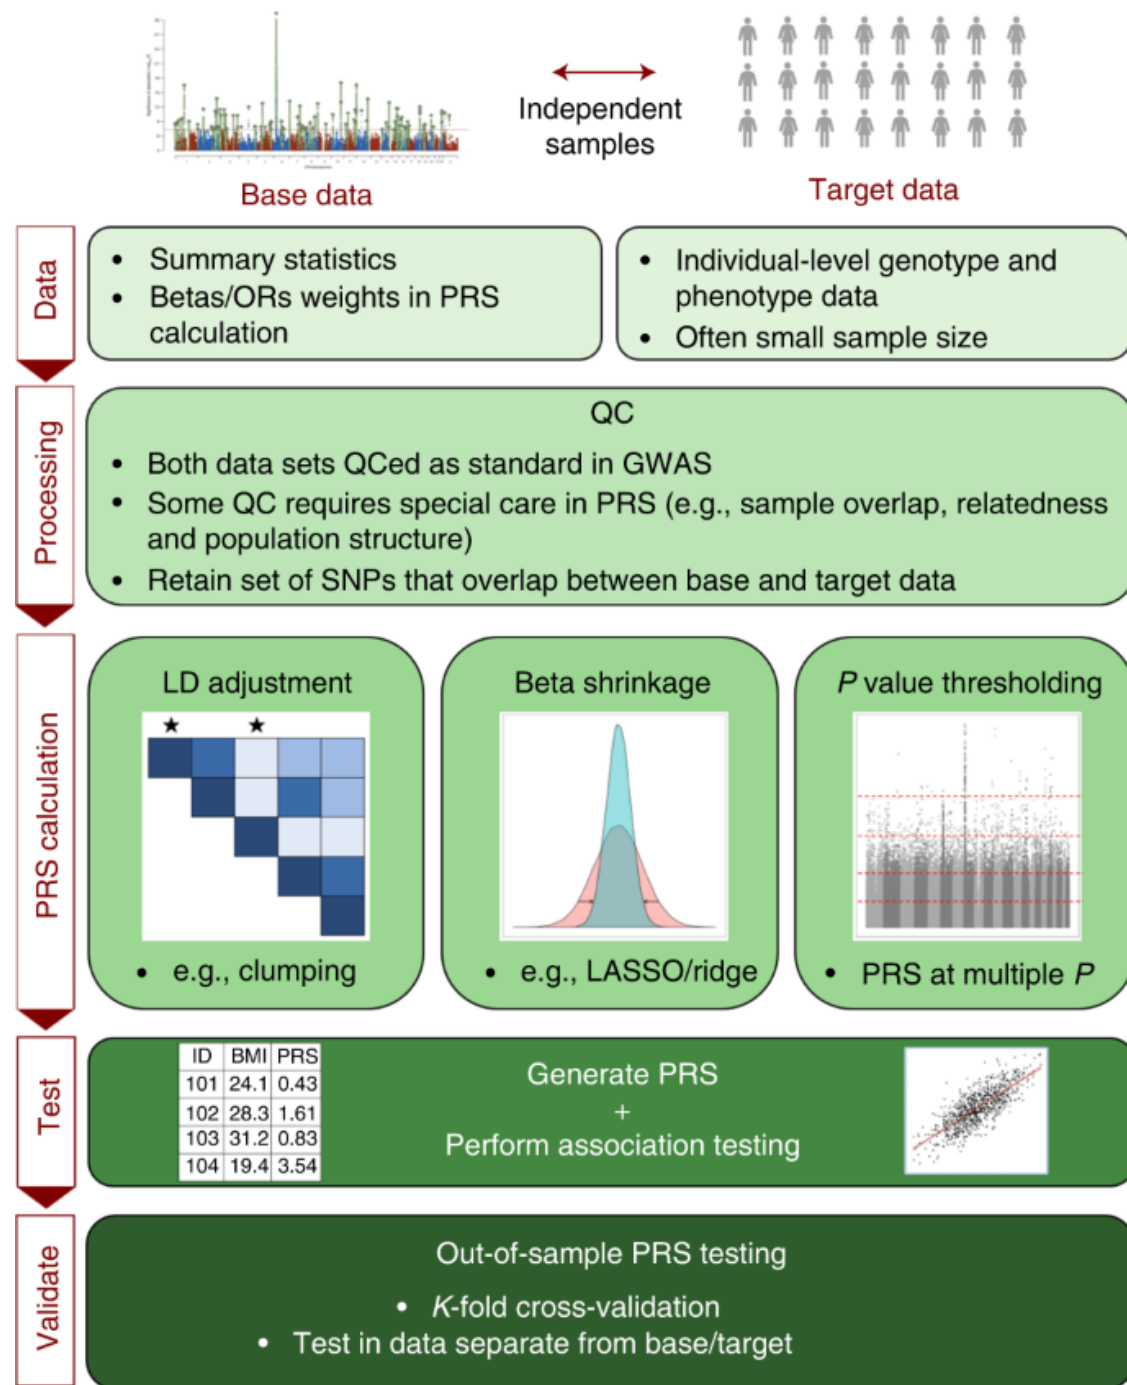 Independent
samples
Base data
Target data
Data
• Summary statistics
• Betas/ORs weights in PRS
calculation
• Individual-level genotype and
phenotype data
• Often small sample size
Processing
QC
• Both data sets QCed as standard in GWAS
• Some QC requires special care in PRS (e.g., sample overlap, relatedness
and population structure)
• Retain set of SNPs that overlap between base and target data
PRS calculation
LD adjustment
• e.g., clumping
Beta shrinkage
• e.g., LASSO/ridge
P value thresholding
• PRS at multiple P
Test
ID BMI PRS
101 24.1 0.43
102 28.3 1.61
103 31.2 0.83
104 19.4 3.54
Generate PRS
+
Perform association testing
Validate
Out-of-sample PRS testing
• K-fold cross-validation
• Test in data separate from base/target